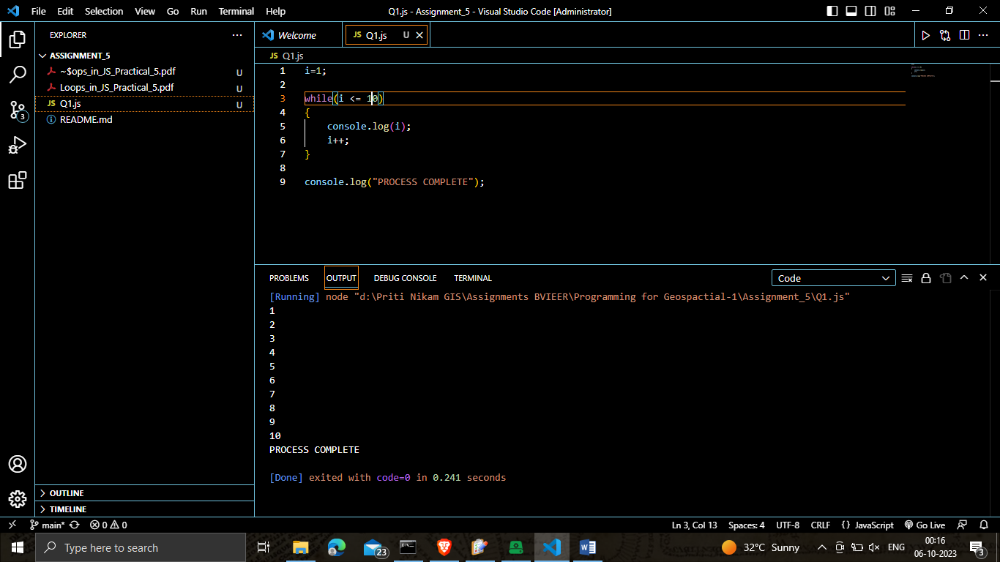 File Edit Selection View Go Run Terminal Help
Q1.js - Assignment_5 - Visual Studio Code [Administrator]
EXPLORER
ASSIGNMENT_5
~$ops_in_JS_Practical_5.pdf U
Loops_in_JS_Practical_5.pdf U
Q1.js U
README.md
OUTLINE
TIMELINE
3
Welcome
JS Q1.js U
JS Q1.js
1 i=1;
2
3 while(i <= 10)
4 {
5 console.log(i);
6 i++;
7 }
8
9 console.log("PROCESS COMPLETE");
PROBLEMS OUTPUT DEBUG CONSOLE TERMINAL
Code
[Running] node "d:\Priti Nikam GIS\Assignments BVIEER\Programming for Geospactial-1\Assignment_5\Q1.js"
1
2
3
4
5
6
7
8
9
10
PROCESS COMPLETE
[Done] exited with code=0 in 0.241 seconds
main* 0 0
Ln 3, Col 13 Spaces: 4 UTF-8 CRLF {} JavaScript Go Live
Type here to search
23
32°C Sunny
ENG
00:16
06-10-2023
3